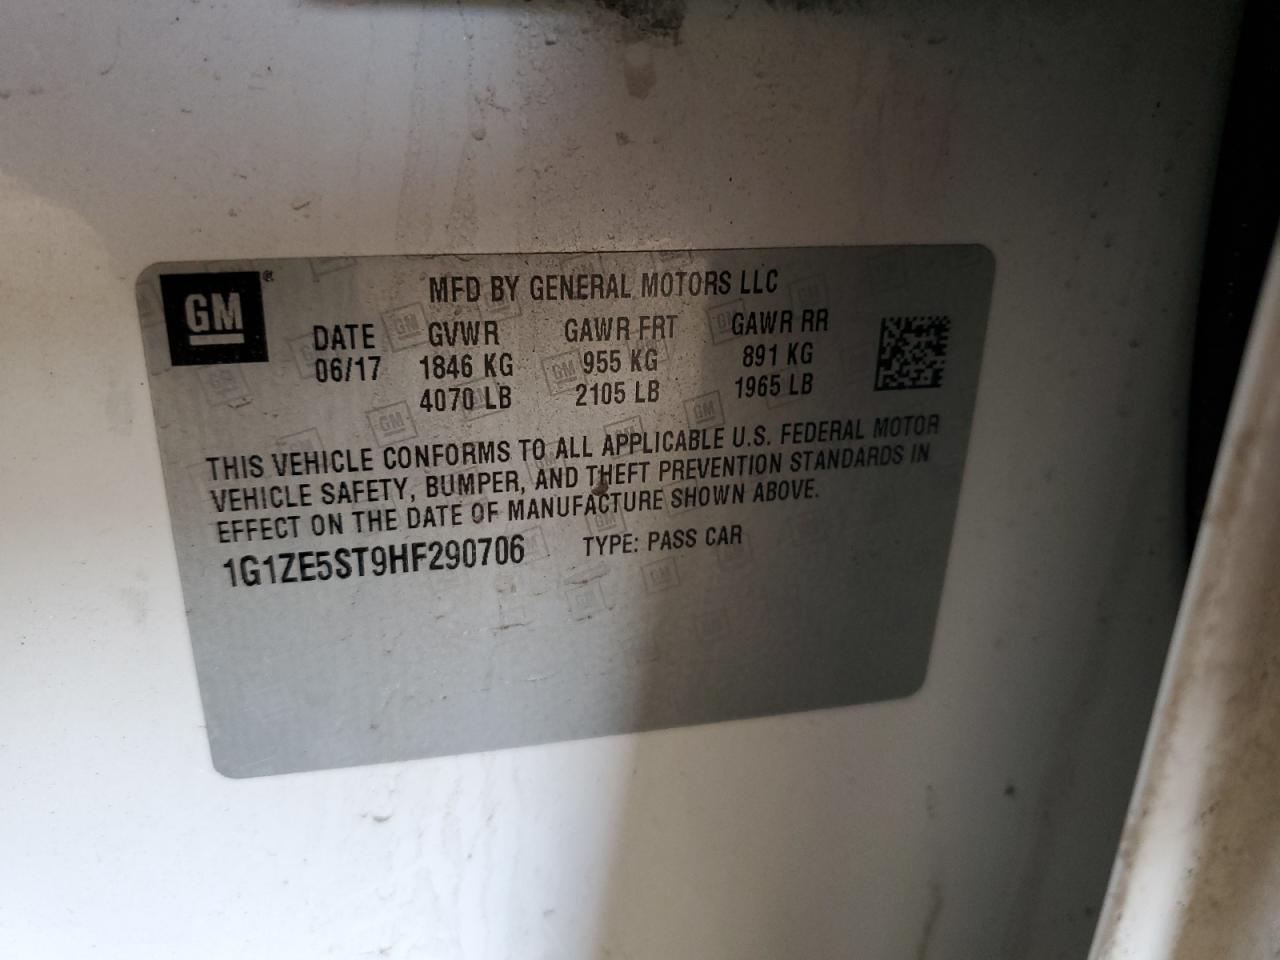 GM®
MFD BY GENERAL MOTORS LLC
DATE GVWR GAWR FRT GAWR RR
06/17 1846 KG 955 KG 891 KG
4070 LB 2105 LB 1965 LB
THIS VEHICLE CONFORMS TO ALL APPLICABLE U.S. FEDERAL MOTOR
VEHICLE SAFETY, BUMPER, AND THEFT PREVENTION STANDARDS IN
EFFECT ON THE DATE OF MANUFACTURE SHOWN ABOVE.
1G1ZE5ST9HF290706 TYPE: PASS CAR